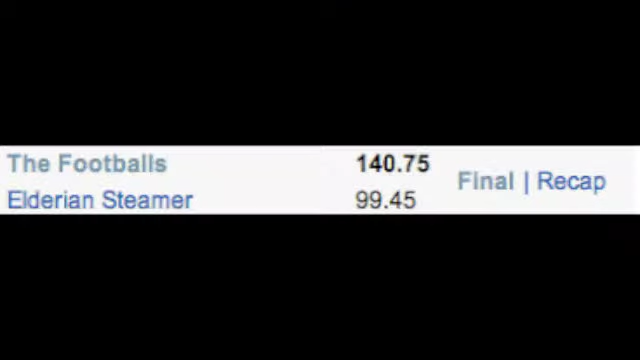 The Footballs 140.75
Final | Recap
Elderian Steamer 99.45